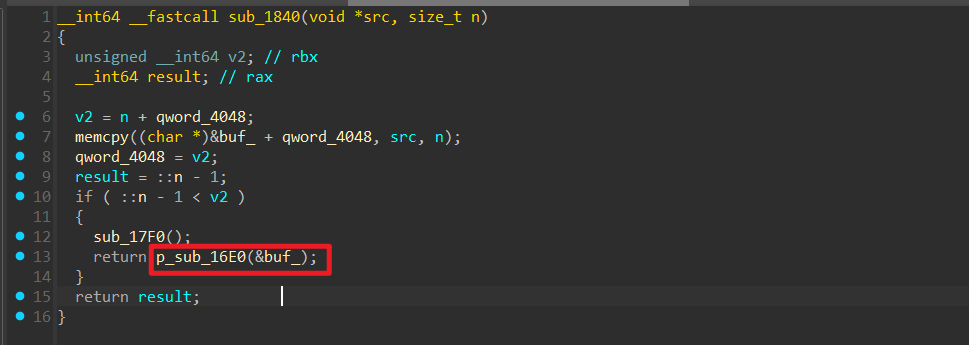 1 __int64 __fastcall sub_1840(void *src, size_t n)
2 {
3 unsigned __int64 v2; // rbx
4 __int64 result; // rax
5
6 v2 = n + qword_4048;
7 memcpy((char *)&buf_ + qword_4048, src, n);
8 qword_4048 = v2;
9 result = ::n - 1;
10 if ( ::n - 1 < v2 )
11 {
12 sub_17F0();
13 return p_sub_16E0(&buf_);
14 }
15 return result;
16 }